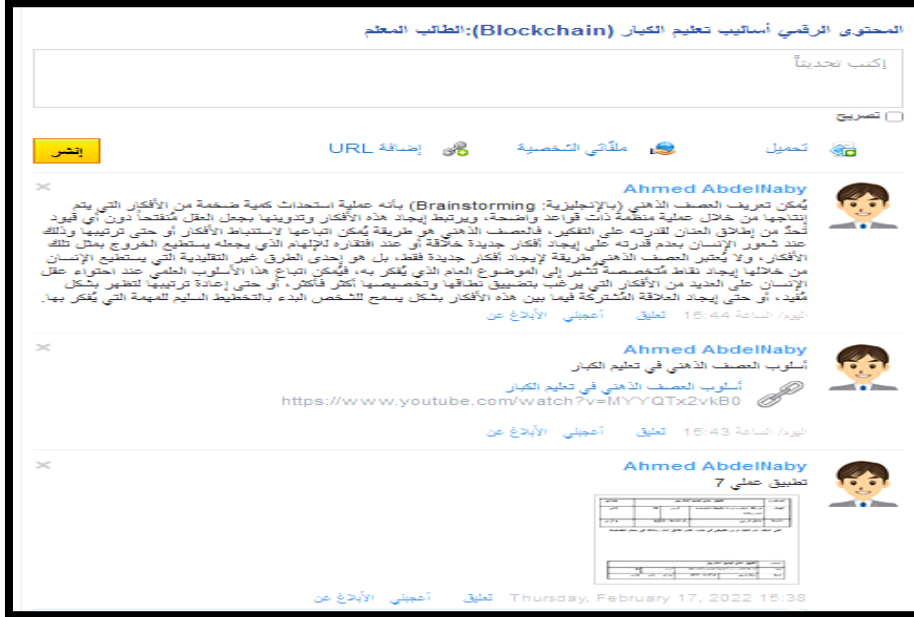 المحتوى الرقمي أساليب تعليم الكبار (Blockchain):الطالب المعلم
إكتب تحديثاً
تصريح
تحميل ملفّاتي الشخصية إضافة URL إنشر
Ahmed AbdelNaby
يُمكن تعريف العصف الذهني (بالإنجليزية: Brainstorming) بأنه عملية استحداث كمية ضخمة من الأفكار التي يتم
إنتاجها من خلال عملية منظمة ذات قواعد واضحة، ويرتبط إيجاد هذه الأفكار وتدوينها بجعل العقل مُنفتحاً دون أي قيود
تُحدّ من إطلاق العنان لقدرته على التفكير، فالعصف الذهني هو طريقة يُمكن اتباعها لاستنباط الأفكار أو حتى ترتيبها وذلك
عند شعور الإنسان بعدم قدرته على إيجاد أفكار جديدة خلاقة أو عند افتقاره للإلهام الذي يجعله يستطيع الخروج بمثل تلك
الأفكار، ولا يُعتبر العصف الذهني طريقة لإيجاد أفكار جديدة فقط، بل هو إحدى الطرق غير التقليدية التي يستطيع الإنسان
من خلالها إيجاد نقاط مُتخصصة تُشير إلى الموضوع العام الذي يُفكر به، فيُمكن اتباع هذا الأسلوب العلمي عند احتواء عقل
الإنسان على العديد من الأفكار التي يرغب بتضييق نطاقها وتخصيصها أكثر فأكثر، أو حتى إعادة ترتيبها لتظهر بشكل
مُفيد، أو حتى إيجاد العلاقة المُشتركة فيما بين هذه الأفكار بشكل يسمح للشخص البدء بالتخطيط السليم للمهمة التي يُفكر بها.
اليوم/ الساعة 15:44 تعليق أعجبني الأبلاغ عن
Ahmed AbdelNaby
أسلوب العصف الذهني في تعليم الكبار
أسلوب العصف الذهني في تعليم الكبار
https://www.youtube.com/watch?v=MYYQTx2vkB0
اليوم/ الساعة 15:43 تعليق أعجبني الأبلاغ عن
Ahmed AbdelNaby
تطبيق عملي 7
Thursday, February 17, 2022 15:38 تعليق أعجبني الأبلاغ عن